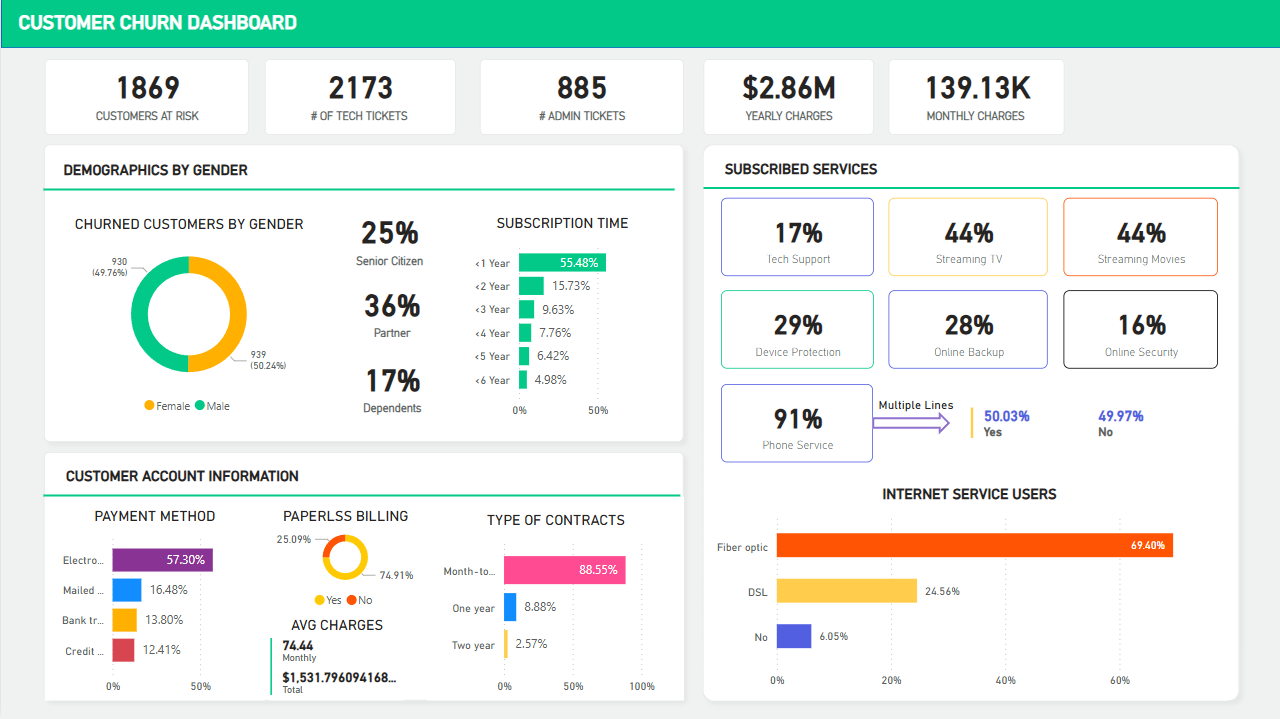 CUSTOMER CHURN DASHBOARD
1869
CUSTOMERS AT RISK
2173
# OF TECH TICKETS
885
# ADMIN TICKETS
$2.86M
YEARLY CHARGES
139.13K
MONTHLY CHARGES
DEMOGRAPHICS BY GENDER
CHURNED CUSTOMERS BY GENDER
930
(49.76%)
939
(50.24%)
Female
Male
25%
Senior Citizen
36%
Partner
17%
Dependents
SUBSCRIPTION TIME
<1 Year 55.48%
<2 Year 15.73%
<3 Year 9.63%
<4 Year 7.76%
<5 Year 6.42%
<6 Year 4.98%
0% 50%
CUSTOMER ACCOUNT INFORMATION
PAYMENT METHOD
Electro... 57.30%
Mailed ... 16.48%
Bank tr... 13.80%
Credit ... 12.41%
0% 50%
PAPERLSS BILLING
25.09%
74.91%
Yes
No
AVG CHARGES
74.44
Monthly
$1,531.796094168...
Total
TYPE OF CONTRACTS
Month-to... 88.55%
One year 8.88%
Two year 2.57%
0% 50% 100%
SUBSCRIBED SERVICES
17%
Tech Support
44%
Streaming TV
44%
Streaming Movies
29%
Device Protection
28%
Online Backup
16%
Online Security
91%
Phone Service
Multiple Lines
50.03%
Yes
49.97%
No
INTERNET SERVICE USERS
Fiber optic 69.40%
DSL 24.56%
No 6.05%
0% 20% 40% 60%